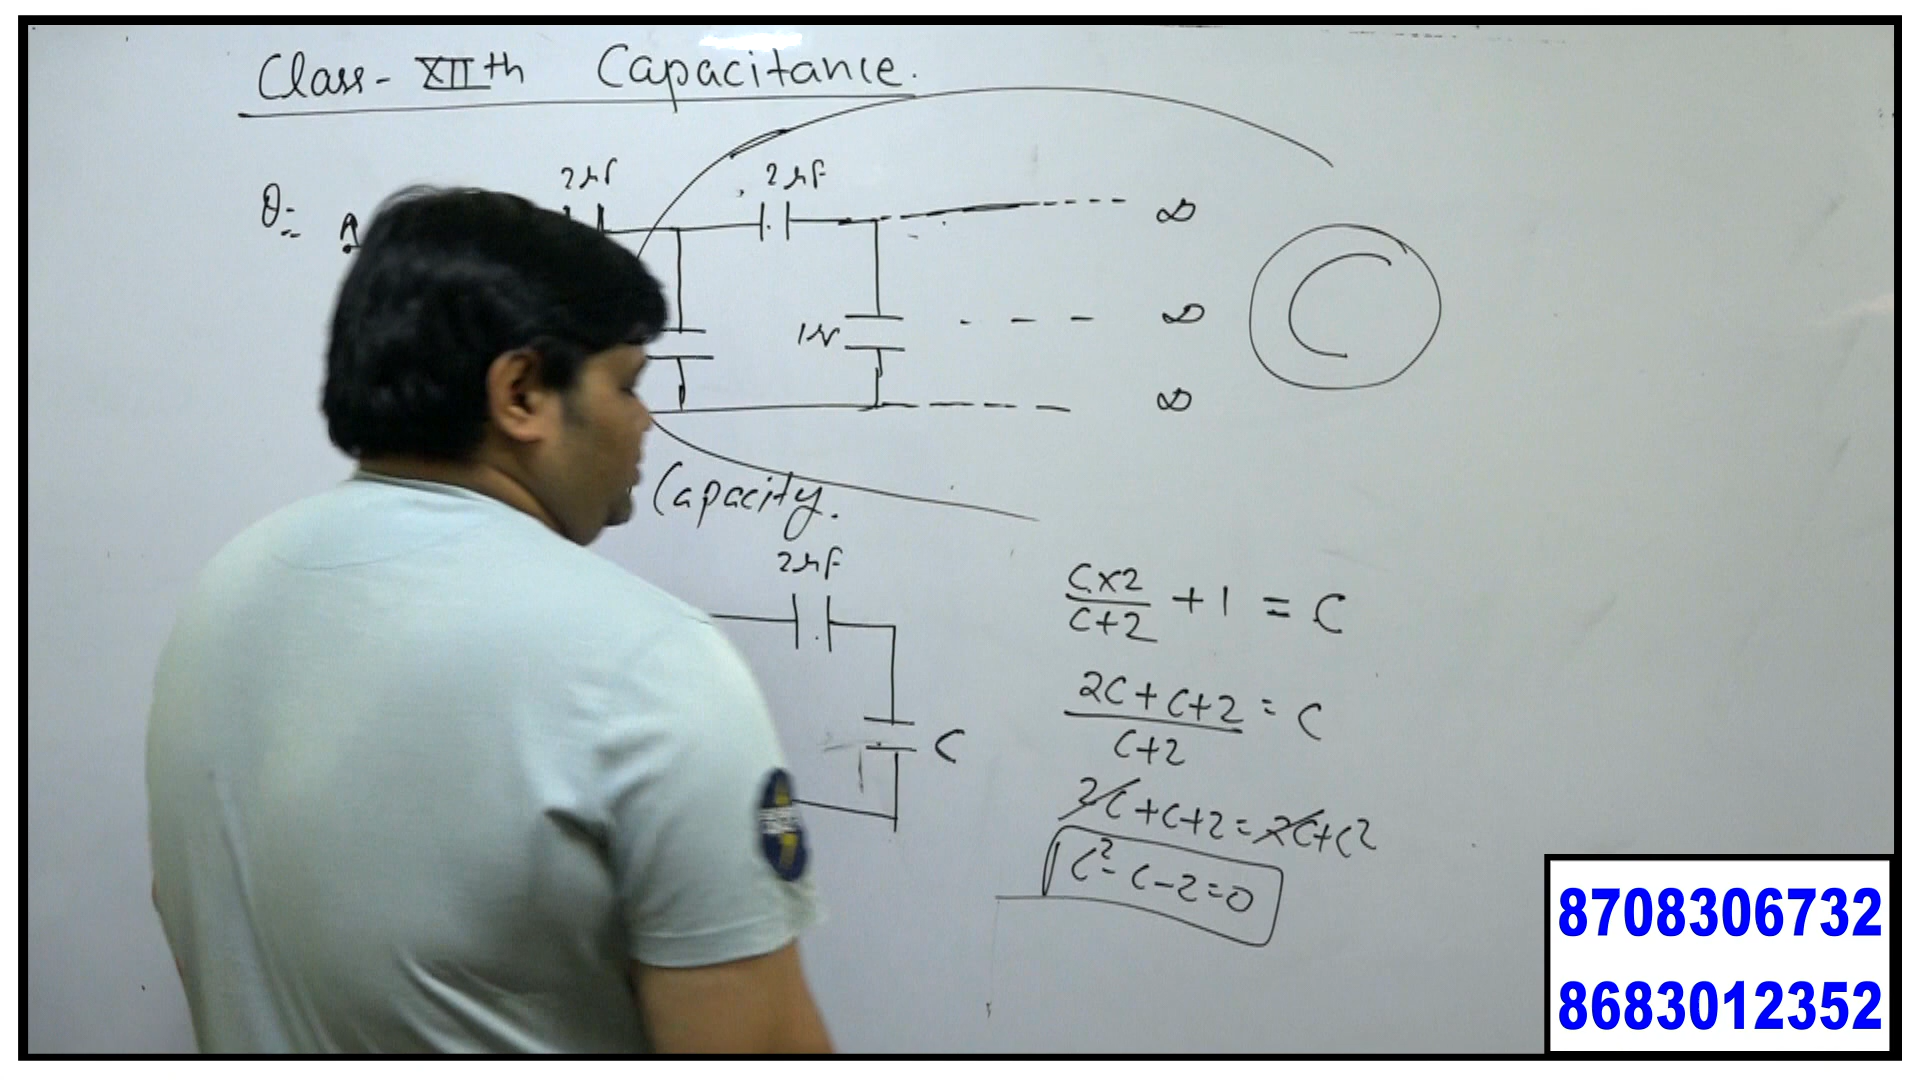 Class- XIIth Capacitance.
2μf 2μf
Q:- A ∞
1μ ∞
∞
Capacity.
2μf
C×2/C+2 + 1 = C
C
2C+C+2/C+2 = C
C
2C+C+2=2C+C²
C²-C-2=0
8708306732
8683012352
7